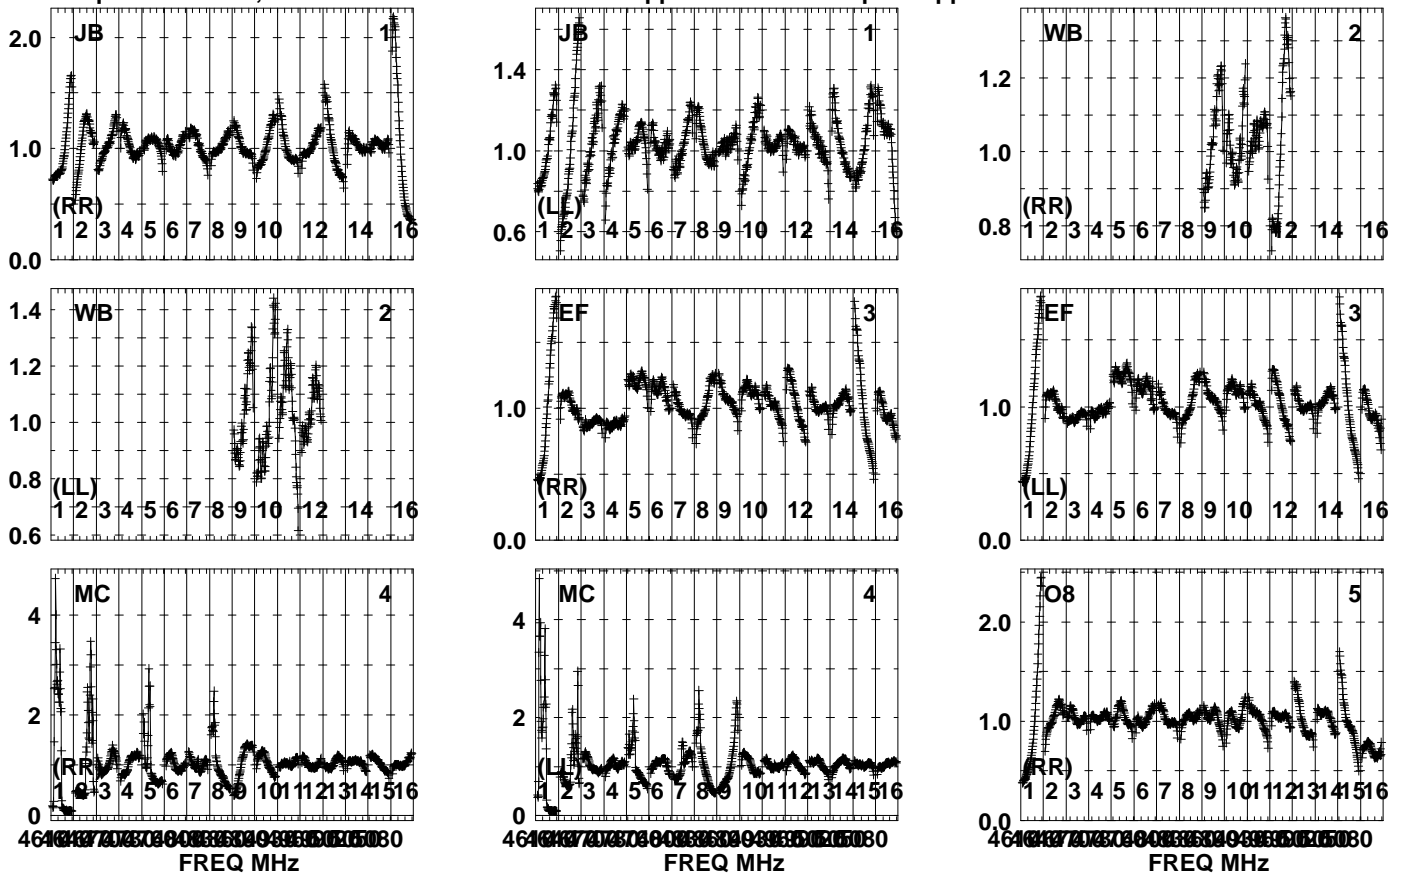 JB 1 JB 1 WB 2
2.0 1.4 1.2
1.0 1.0 1.0
(RR) (LL) (RR)
1 2 3 4 5 6 7 8 9 10 12 14 16 0.6 1 2 3 4 5 6 7 8 9 10 12 14 16 0.8 1 2 3 4 5 6 7 8 9 10 12 14 16
0.0
1.4 WB 2 EF 3 EF 3
1.2
1.0 1.0 1.0
0.8
(LL) (RR) (LL)
1 2 3 4 5 6 7 8 9 10 12 14 16 1 2 3 4 5 6 7 8 9 10 12 14 16 1 2 3 4 5 6 7 8 9 10 12 14 16
0.6 0.0 0.0
MC 4 MC 4 O8 5
4 4 2.0
2 2 1.0
(RR (LL) (RR)
1 2 3 4 5 6 7 8 9 10 11 12 13 14 15 16 1 2 3 4 5 6 7 8 9 10 11 12 13 14 15 16 1 2 3 4 5 6 7 8 9 10 11 12 13 14 15 16
0 0 0.0
FREQ MHz FREQ MHz FREQ MHz